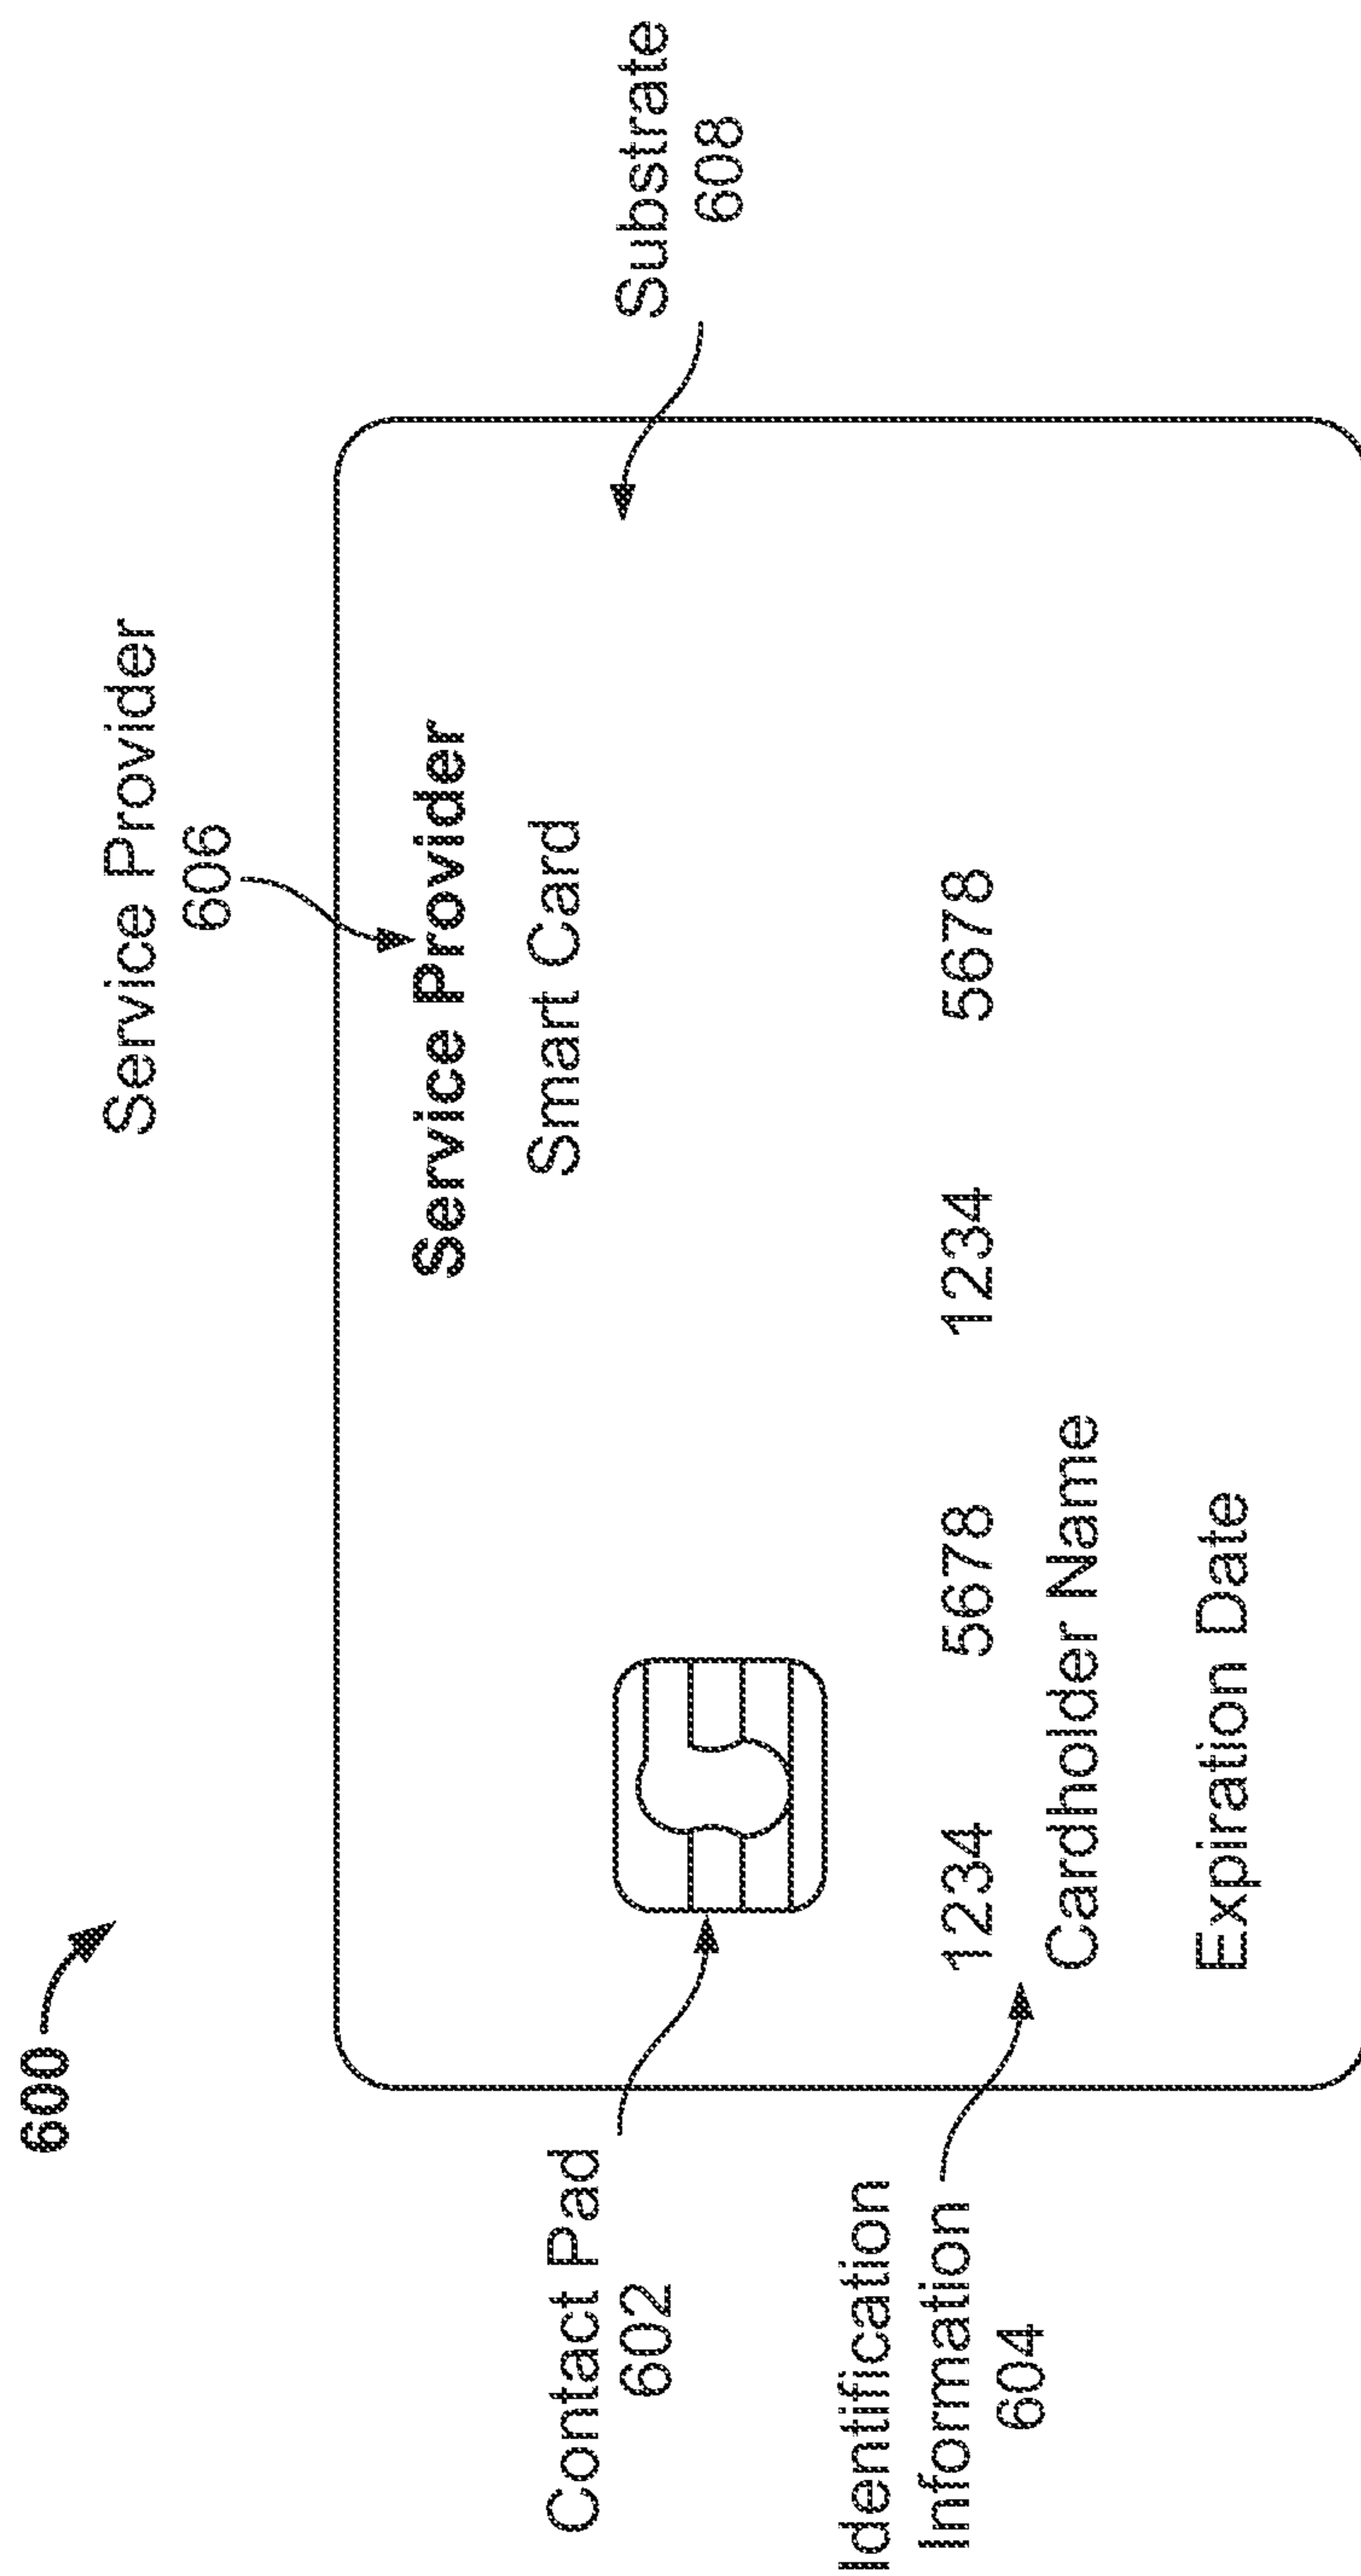 600
Service Provider
606
Service Provider
Smart Card
Substrate
608
Contact Pad
602
Identification
Information
604
1234 5678 1234 5678
Cardholder Name
Expiration Date